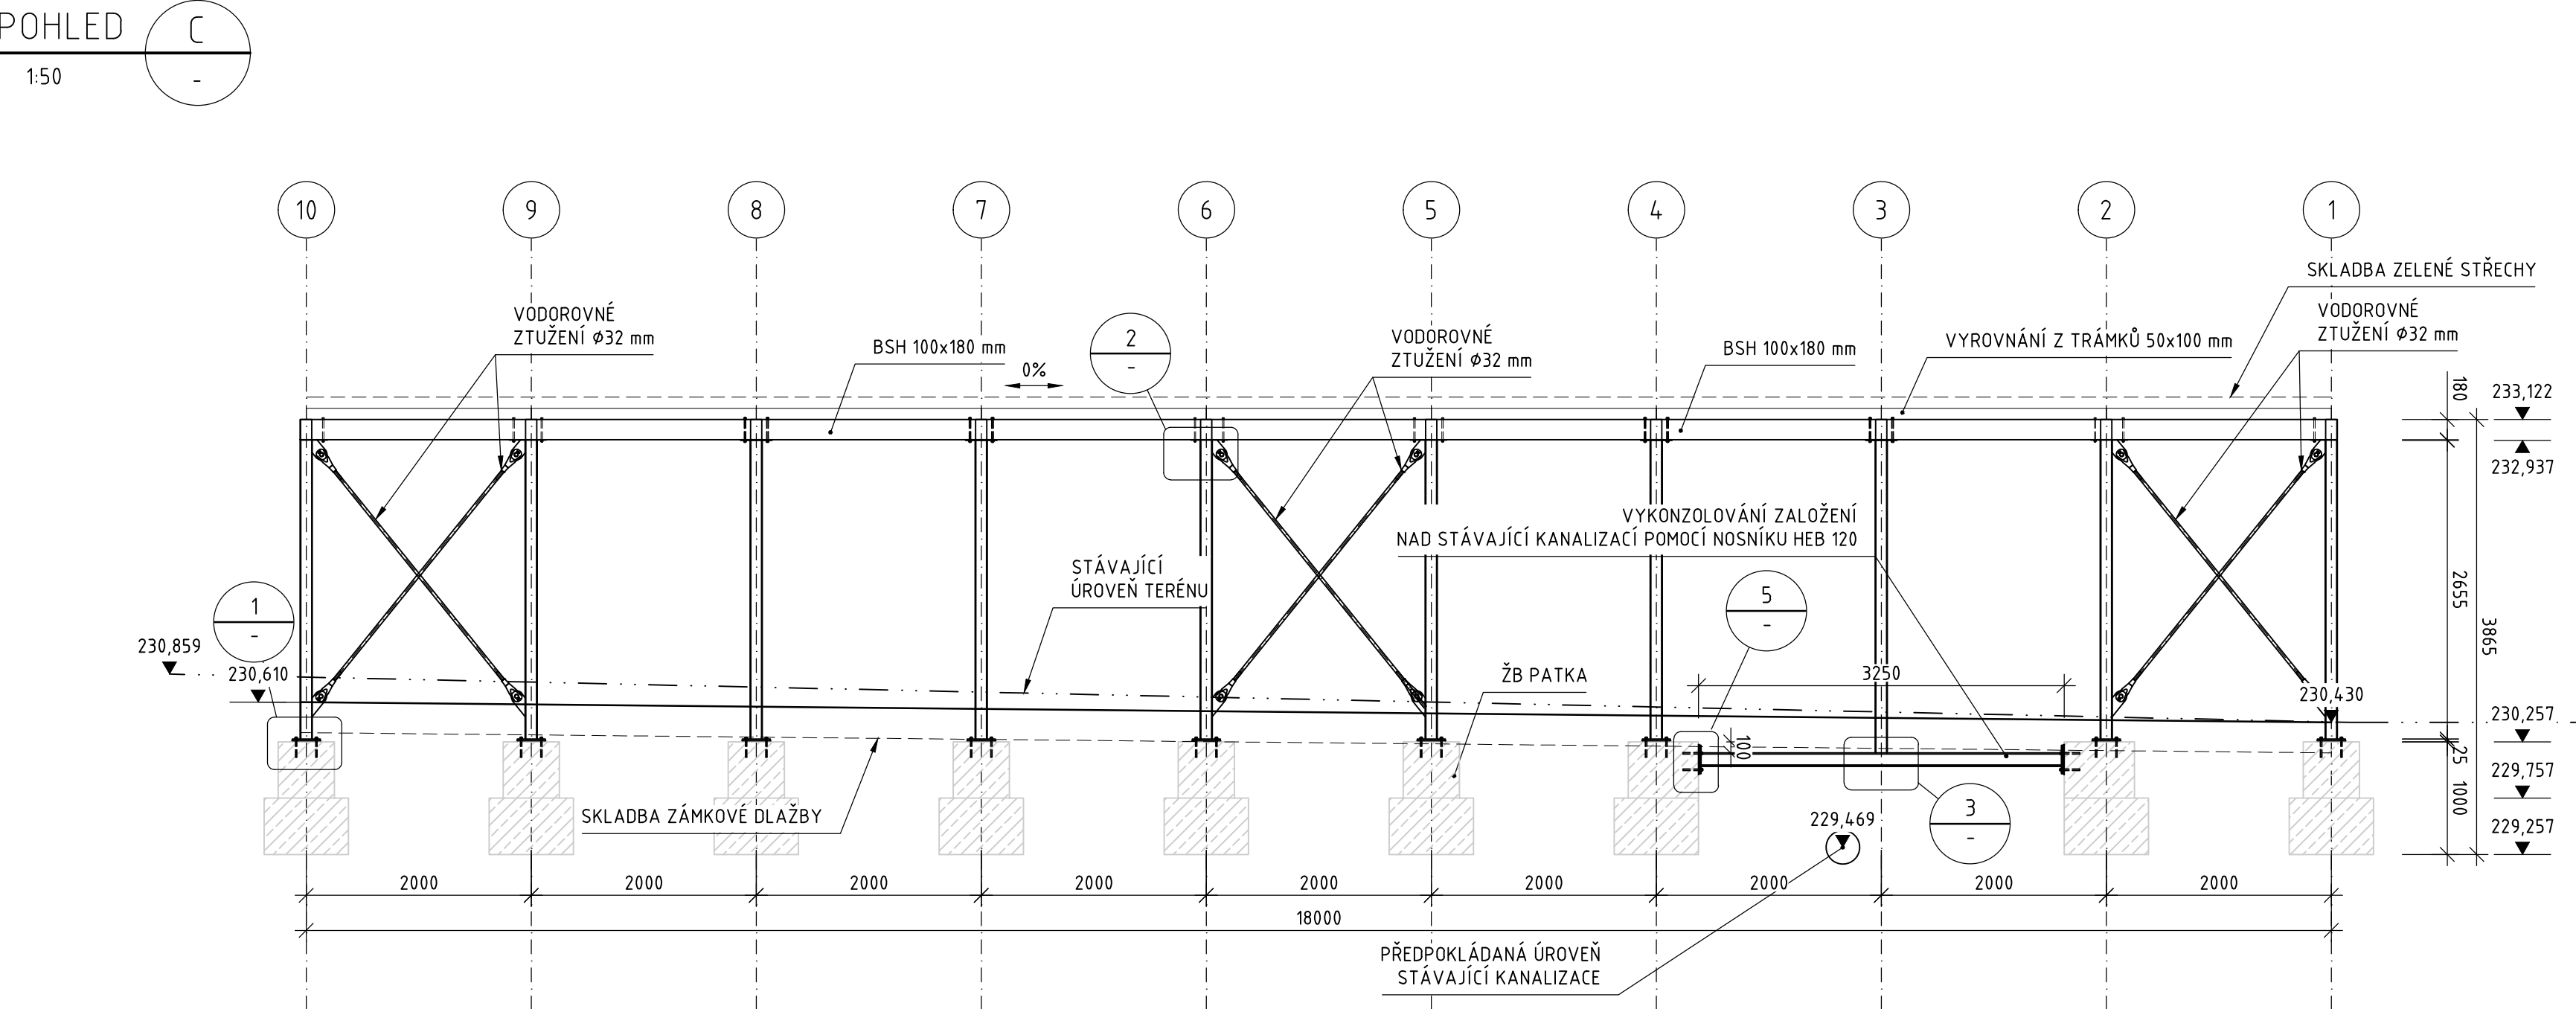 POHLED C
1:50 -
10 9 8 7 6 5 4 3 2 1
SKLADBA ZELENÉ STŘECHY
VODOROVNÉ
ZTUŽENÍ ϕ32 mm
BSH 100x180 mm
0%
2
-
VODOROVNÉ
ZTUŽENÍ ϕ32 mm
BSH 100x180 mm
VYROVNÁNÍ Z TRÁMKŮ 50x100 mm
VODOROVNÉ
ZTUŽENÍ ϕ32 mm
180
233,122
232,937
VYKONZOLOVÁNÍ ZALOŽENÍ
NAD STÁVAJÍCÍ KANALIZACÍ POMOCÍ NOSNÍKU HEB 120
STÁVAJÍCÍ
ÚROVEŇ TERÉNU
1
-
5
-
2655
3865
230,859
230,610
ŽB PATKA
3250
230,430
230,257
100
25
229,757
1000
229,257
SKLADBA ZÁMKOVÉ DLAŽBY
229,469
3
-
2000 2000 2000 2000 2000 2000 2000 2000 2000
18000
PŘEDPOKLÁDANÁ ÚROVEŇ
STÁVAJÍCÍ KANALIZACE